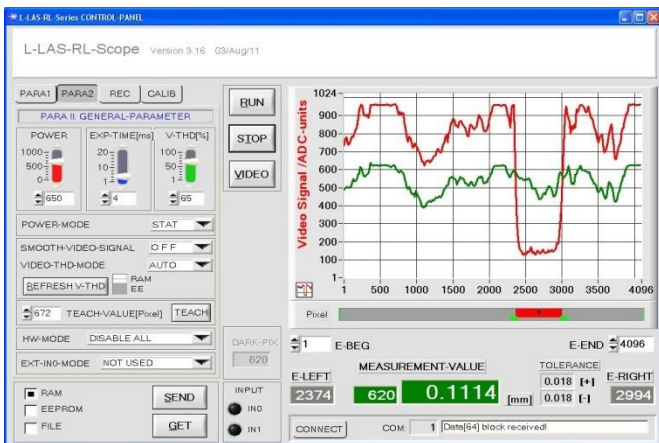 L-LAS-RL-Series CONTROL-PANEL
L-LAS-RL-Scope Version 3.16 03/Aug/11
PARA1 PARA2 REC CALIB
PARA II: GENERAL-PARAMETER
POWER EXP-TIME[ms] V-THD[%]
1000 20 100
500 10 50
0 1 1
650 4 65
POWER-MODE STAT
SMOOTH-VIDEO-SIGNAL OFF
VIDEO-THD-MODE AUTO
REFRESH V-THD RAM
EE
672 TEACH-VALUE[Pixel] TEACH
HW-MODE DISABLE ALL
EXT-IN0-MODE NOT USED
RAM
EEPROM
FILE
SEND
GET
RUN
STOP
VIDEO
DARK-PIX
620
INPUT
IN0
IN1
Video Signal /ADC-units
1024
900
800
700
600
500
400
300
200
100
1
1 500 1000 1500 2000 2500 3000 3500 4096
Pixel
1 E-BEG E-END 4096
MEASUREMENT-VALUE TOLERANCE
E-LEFT 0.018 [+] E-RIGHT
2374 620 0.1114 [mm] 0.018 [-] 2994
CONNECT COM: 1 Data[64] block received!